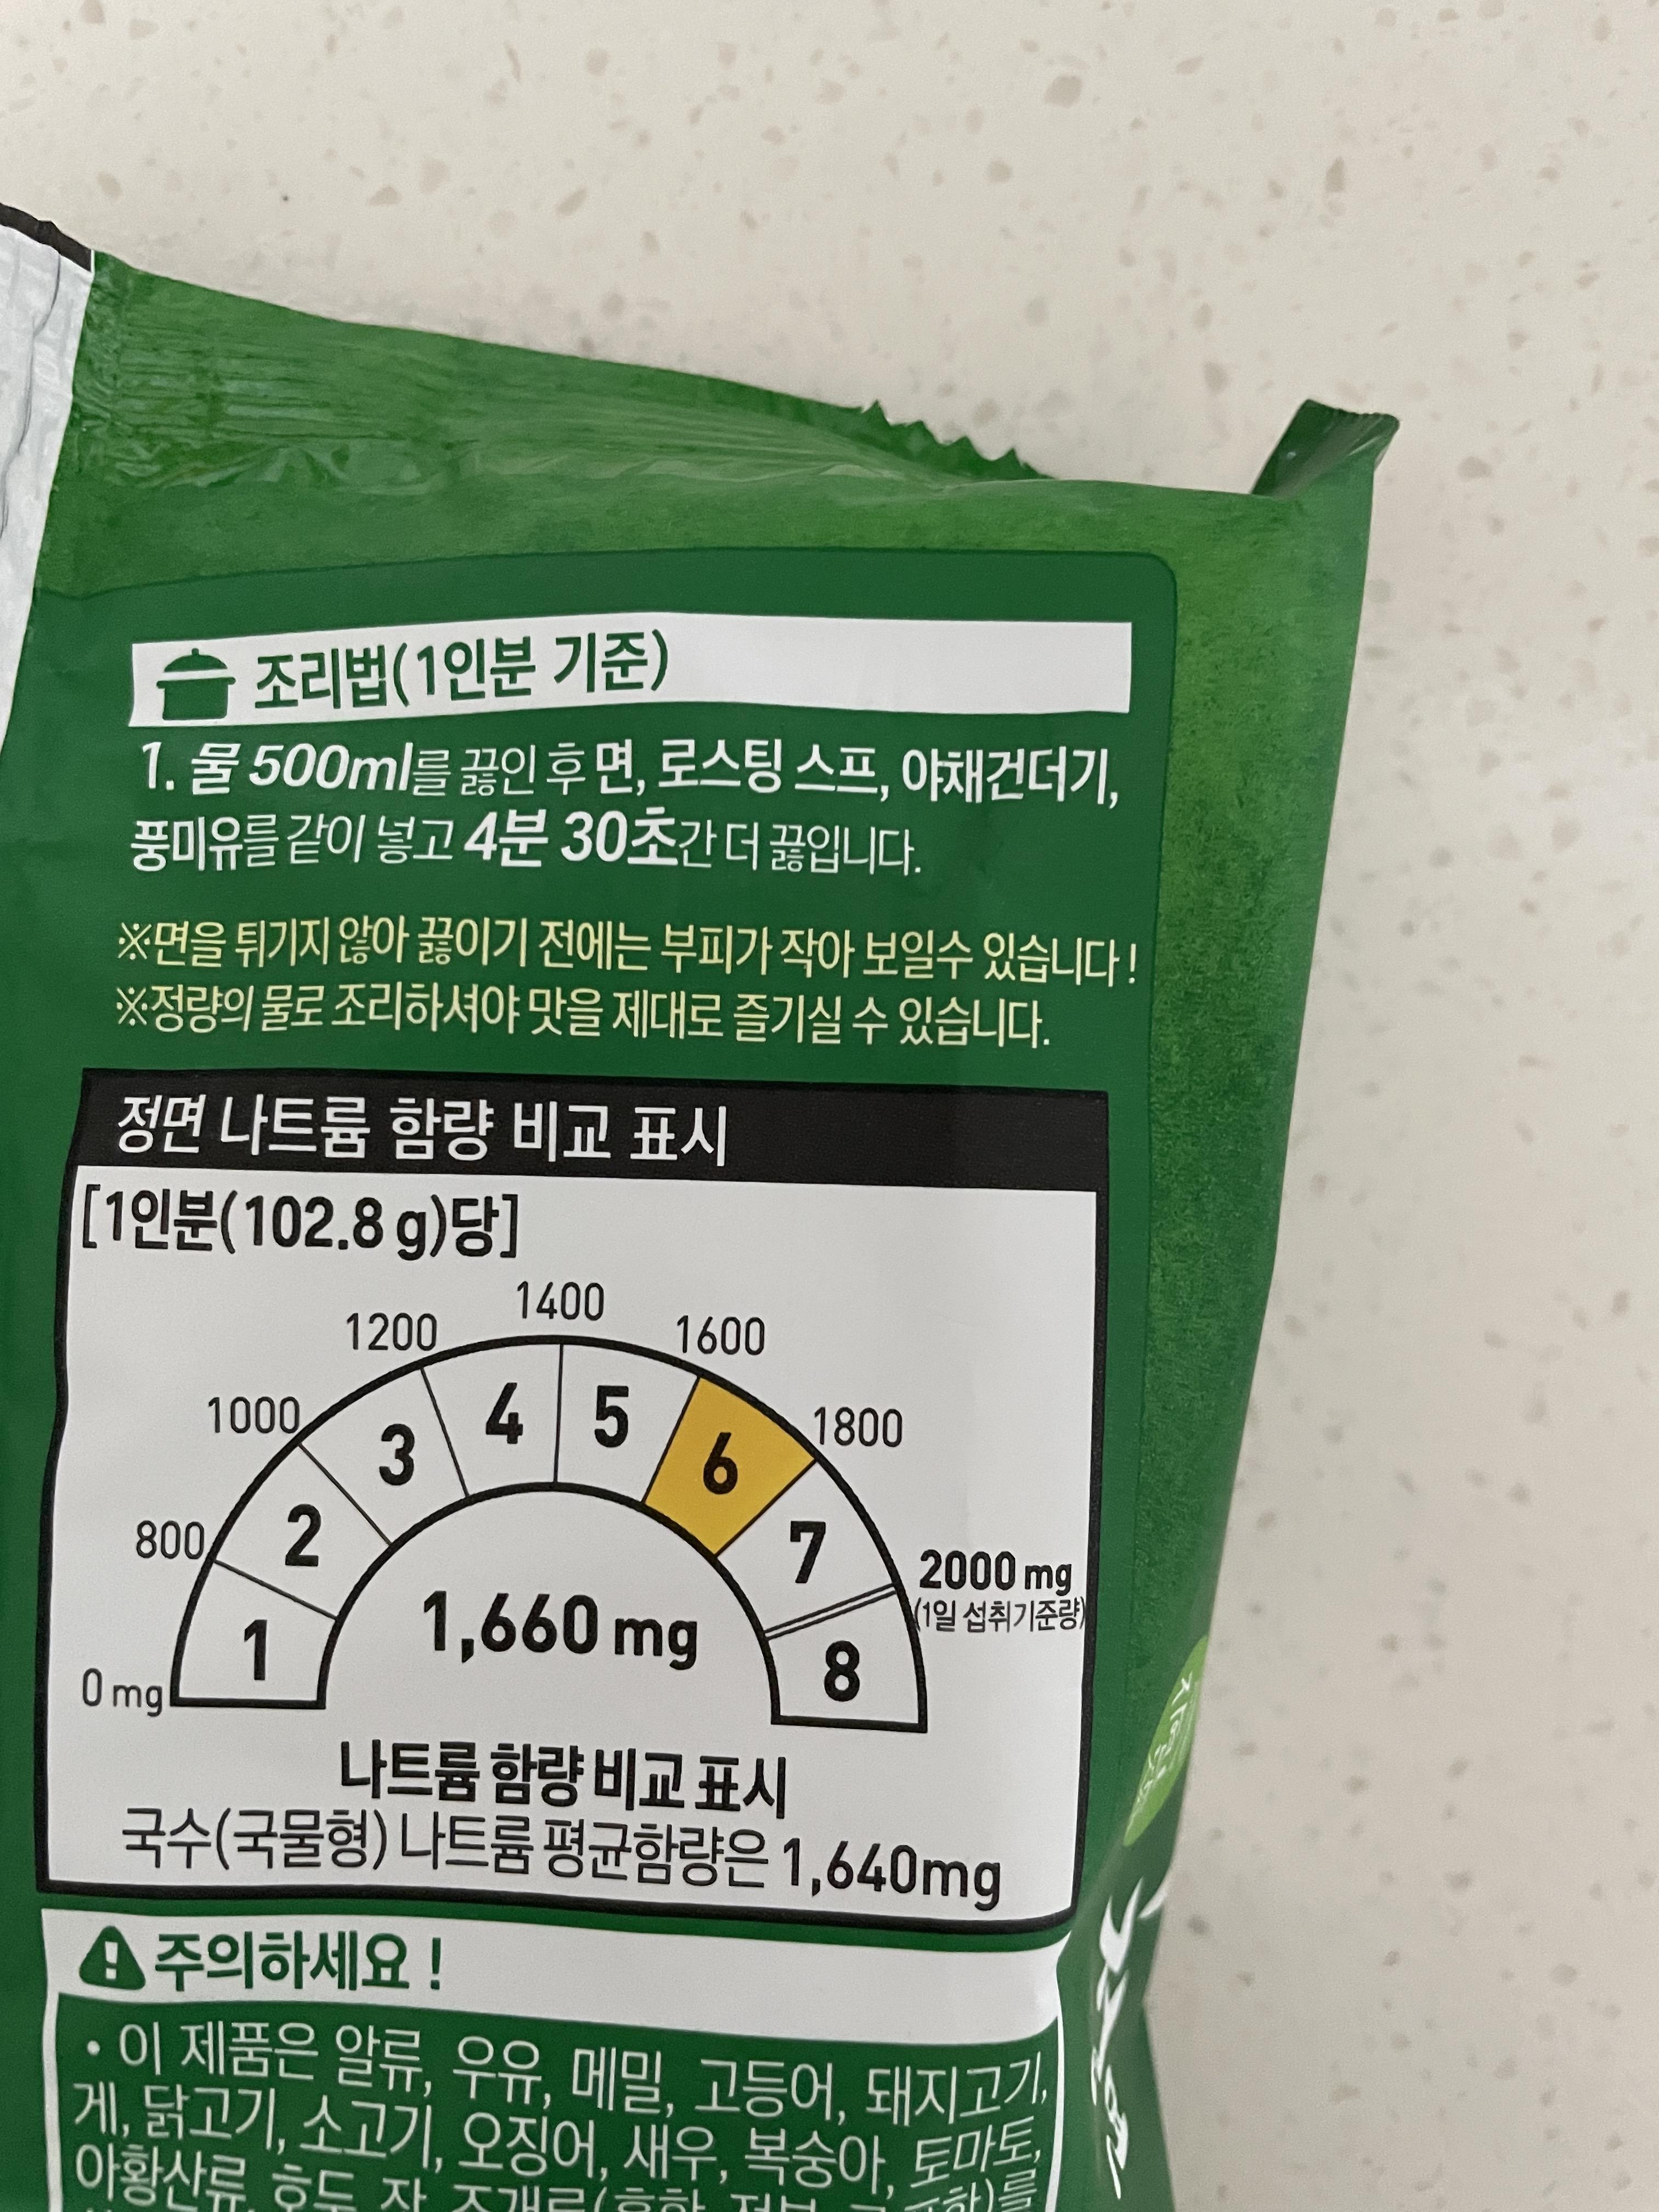 조리법(1인분 기준)
1. 물 500ml를 끓인 후 면, 로스팅 스프, 야채건더기,
풍미유를 같이 넣고 4분 30초간 더 끓입니다.
※면을 튀기지 않아 끓이기 전에는 부피가 작아 보일수 있습니다!
※정량의 물로 조리하셔야 맛을 제대로 즐기실 수 있습니다.
정면 나트륨 함량 비교 표시
[1인분(102.8 g)당]
0 mg
800
1000
1200
1400
1600
1800
2000 mg
(1일 섭취기준량)
1
2
3
4
5
6
7
8
1,660 mg
나트륨 함량 비교 표시
국수(국물형) 나트륨 평균함량은 1,640mg
주의하세요 !
• 이 제품은 알류, 우유, 메밀, 고등어, 돼지고기,
게, 닭고기, 소고기, 오징어, 새우, 복숭아, 토마토,
아황산류, 호두, 잣,